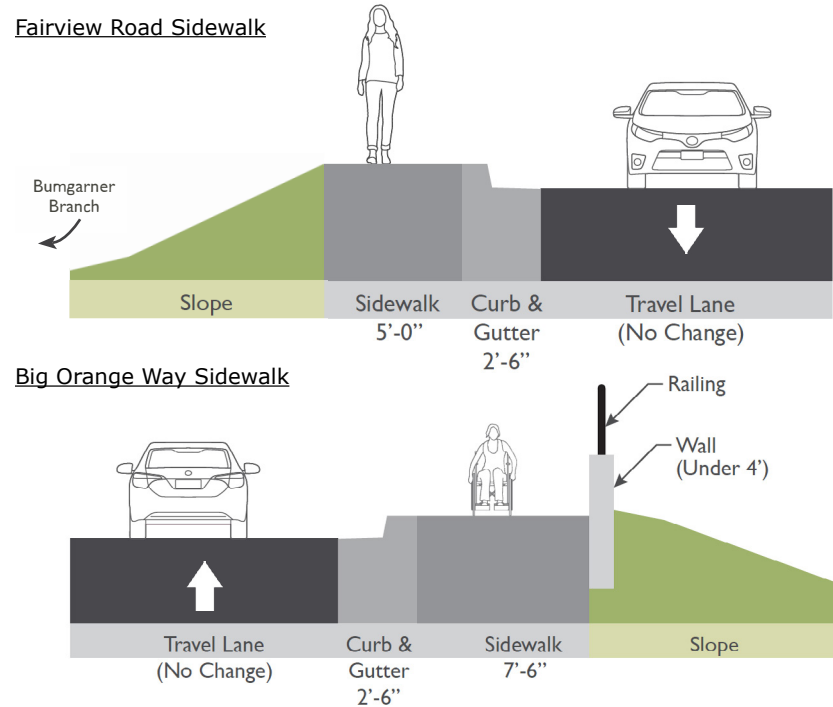 Fairview Road Sidewalk
Bumgarner
Branch
Slope
Sidewalk
5’-0”
Curb &
Gutter
2’-6”
Travel Lane
(No Change)
Big Orange Way Sidewalk
Railing
Wall
(Under 4’)
Travel Lane
(No Change)
Curb &
Gutter
2’-6”
Sidewalk
7’-6”
Slope